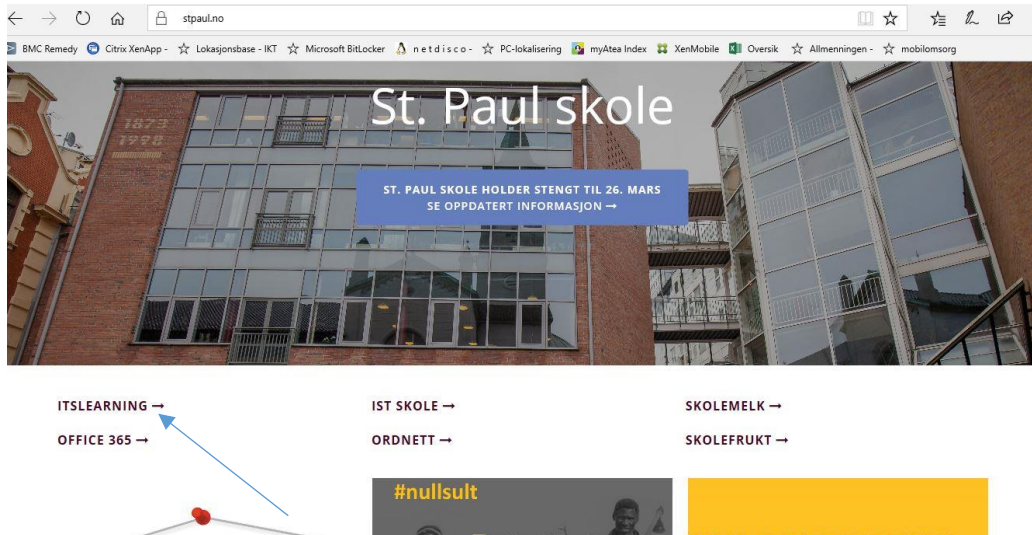 stpaul.no
BMC Remedy Citrix XenApp - Lokasjonsbase - IKT Microsoft BitLocker n e t d i s c o - PC-lokalisering myAtea Index XenMobile Oversik Allmenningen - mobilomsorg
St. Paul skole
1873
1998
ST. PAUL SKOLE HOLDER STENGT TIL 26. MARS
SE OPPDATERT INFORMASJON →
ITSLEARNING → IST SKOLE → SKOLEMELK →
OFFICE 365 → ORDNETT → SKOLEFRUKT →
#nullsult